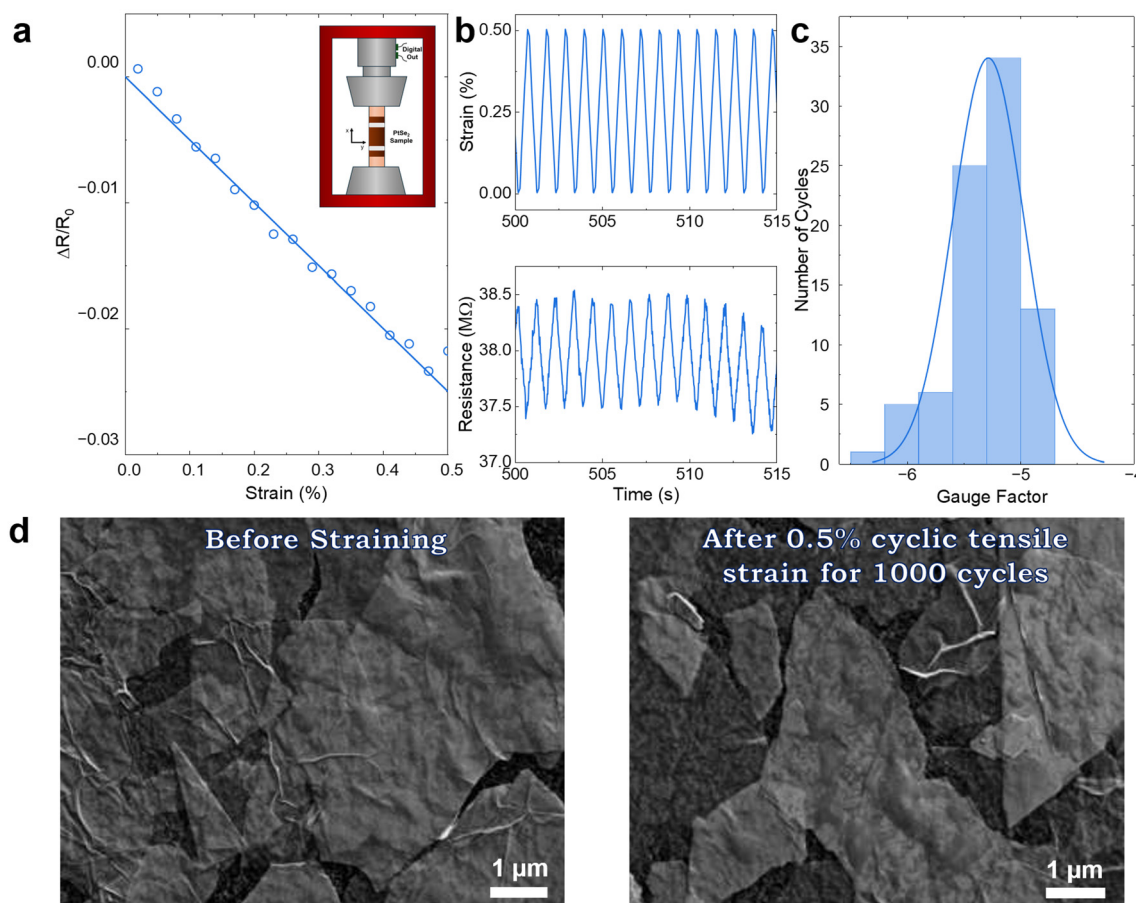 a
0.00
−0.01
−0.02
−0.03
ΔR/R₀
0.0 0.1 0.2 0.3 0.4 0.5
Strain (%)
Digital
Out
x
y
PtSe₂
Sample
b
0.50
0.25
0.00
Strain (%)
500 505 510 515
38.5
38.0
37.5
37.0
Resistance (MΩ)
500 505 510 515
Time (s)
c
35
30
25
20
15
10
5
0
Number of Cycles
−6 −5 −4
Gauge Factor
d
Before Straining
1 µm
After 0.5% cyclic tensile
strain for 1000 cycles
1 µm